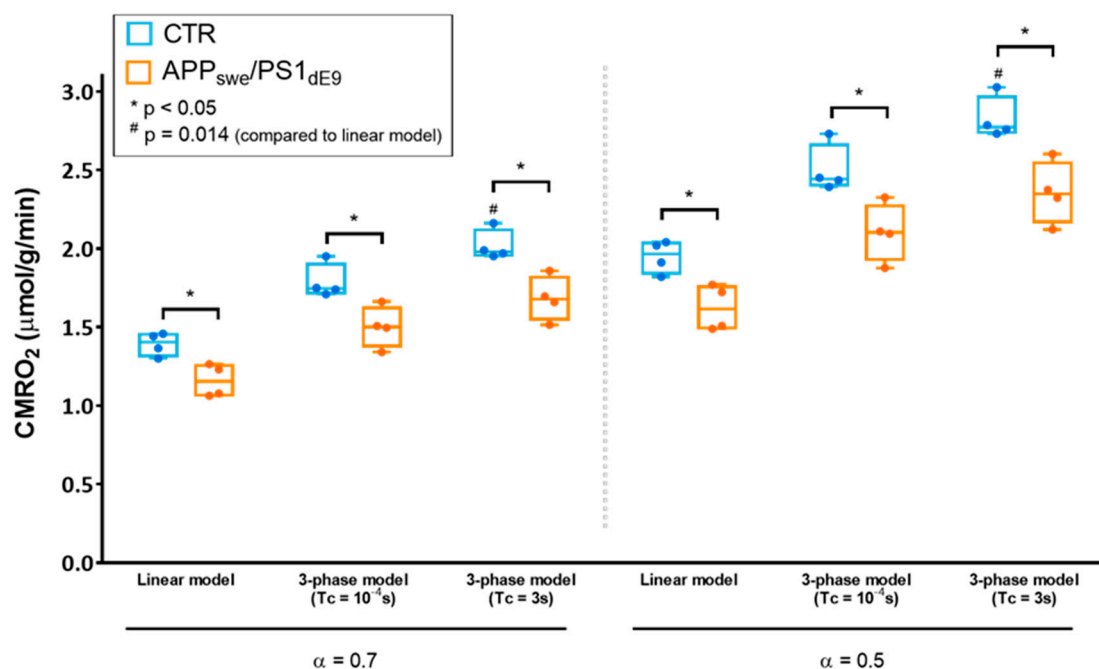 CTR
APPswe/PS1dE9
* p < 0.05
# p = 0.014 (compared to linear model)
CMRO2 (μmol/g/min)
3.0
2.5
2.0
1.5
1.0
0.5
0.0
*
*
#
*
*
*
#
*
Linear model
3-phase model
(Tc = 10⁻⁴s)
3-phase model
(Tc = 3s)
Linear model
3-phase model
(Tc = 10⁻⁴s)
3-phase model
(Tc = 3s)
α = 0.7
α = 0.5